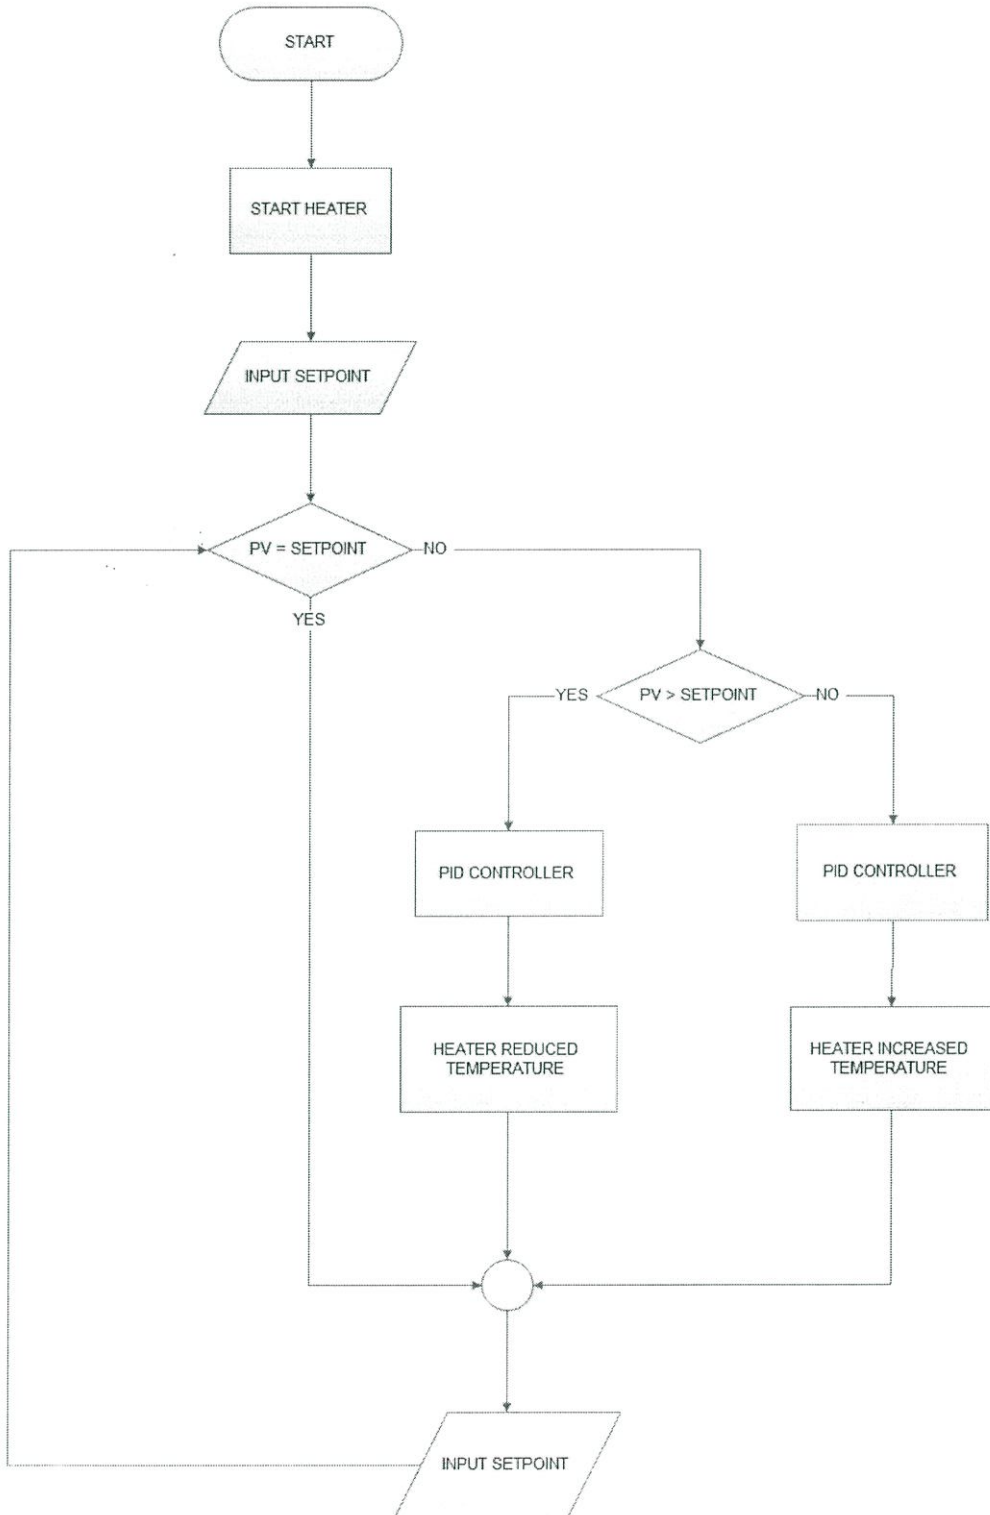 START
START HEATER
INPUT SETPOINT
PV = SETPOINT
NO
YES
YES
PV > SETPOINT
NO
PID CONTROLLER
PID CONTROLLER
HEATER REDUCED
TEMPERATURE
HEATER INCREASED
TEMPERATURE
INPUT SETPOINT